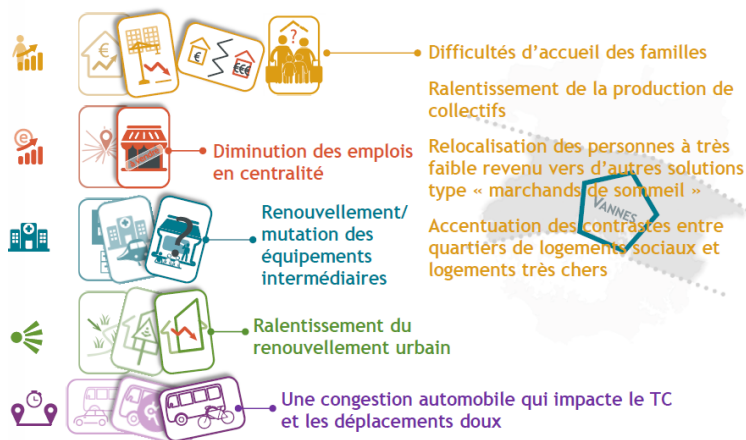 Difficultés d'accueil des familles
Ralentissement de la production de
collectifs
Relocalisation des personnes à très
faible revenu vers d'autres solutions
type « marchands de sommeil »
Accentuation des contrastes entre
quartiers de logements sociaux et
logements très chers
VANNES
€
€
€€€
?
e
à vendre
Diminution des emplois
en centralité
Renouvellement/
mutation des
équipements
intermédiaires
?
Ralentissement du
renouvellement urbain
Une congestion automobile qui impacte le TC
et les déplacements doux